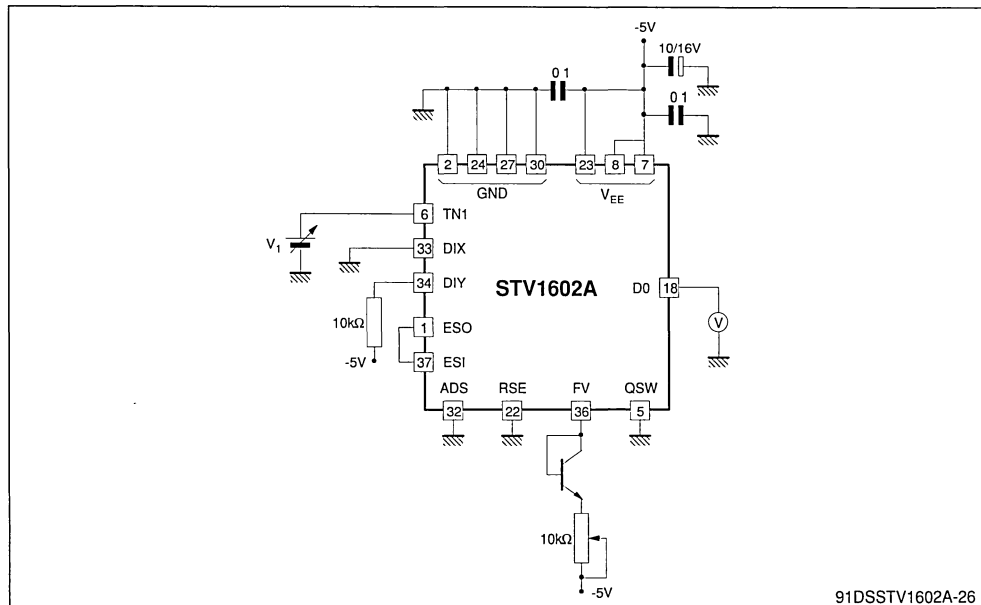 -5V
10/16V
0 1
0 1
2 24 27 30 23 8 7
GND VEE
6 TN1
V1
33 DIX
34 DIY
STV1602A
D0 18
V
10kΩ
1 ESO
-5V
37 ESI
ADS RSE FV QSW
32 22 36 5
10kΩ
-5V
91DSSTV1602A-26